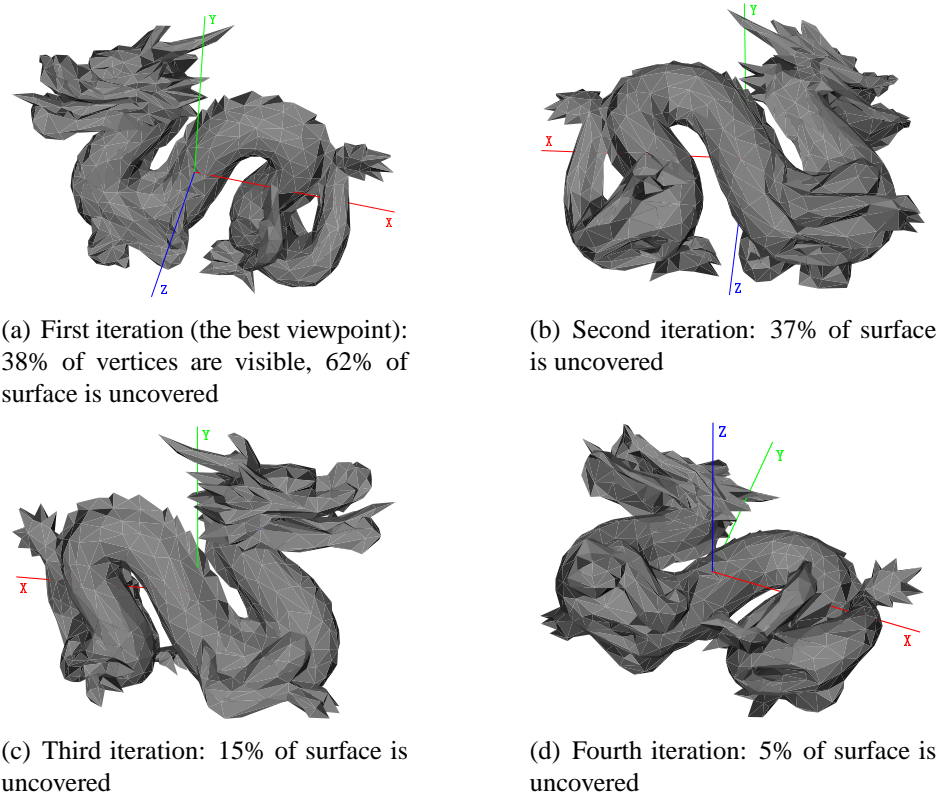 Y
X
Z
Y
X
Z
(a) First iteration (the best viewpoint):
38% of vertices are visible, 62% of
surface is uncovered
(b) Second iteration: 37% of surface
is uncovered
Y
X
Z
Y
X
(c) Third iteration: 15% of surface is
uncovered
(d) Fourth iteration: 5% of surface is
uncovered